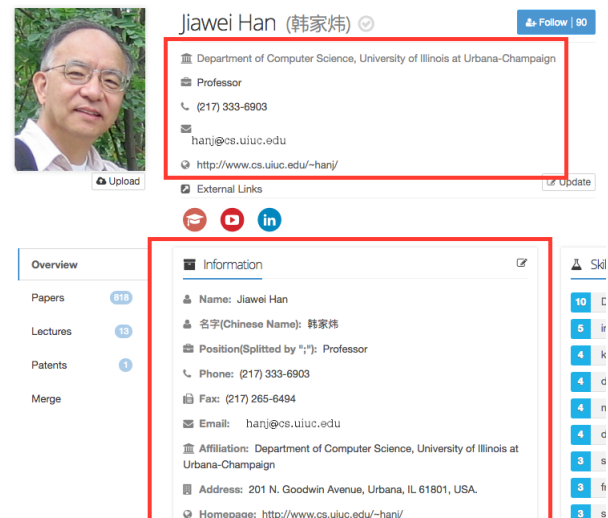 Jiawei Han (韩家炜)
Follow | 90
Department of Computer Science, University of Illinois at Urbana-Champaign
Professor
(217) 333-6903
hanj@cs.uiuc.edu
http://www.cs.uiuc.edu/~hanj/
Upload
External Links
Update
in
Overview
Papers 818
Lectures 13
Patents 1
Merge
Information
Name: Jiawei Han
名字(Chinese Name): 韩家炜
Position(Splitted by ";"): Professor
Phone: (217) 333-6903
Fax: (217) 265-6494
Email: hanj@cs.uiuc.edu
Affiliation: Department of Computer Science, University of Illinois at
Urbana-Champaign
Address: 201 N. Goodwin Avenue, Urbana, IL 61801, USA.
Homepage: http://www.cs.uiuc.edu/~hanj/
Skil
10 D
5 i
4 k
4 d
4
4 d
3 s
3 f
3 s